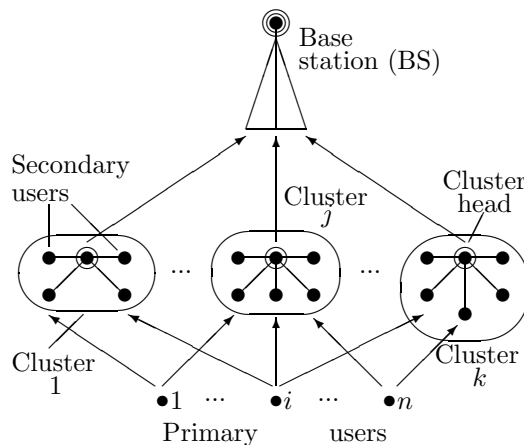 Base
station (BS)
Secondary
users
Cluster
j
Cluster
head
...
...
Cluster
1
Cluster
k
1 ... i ... n
Primary users